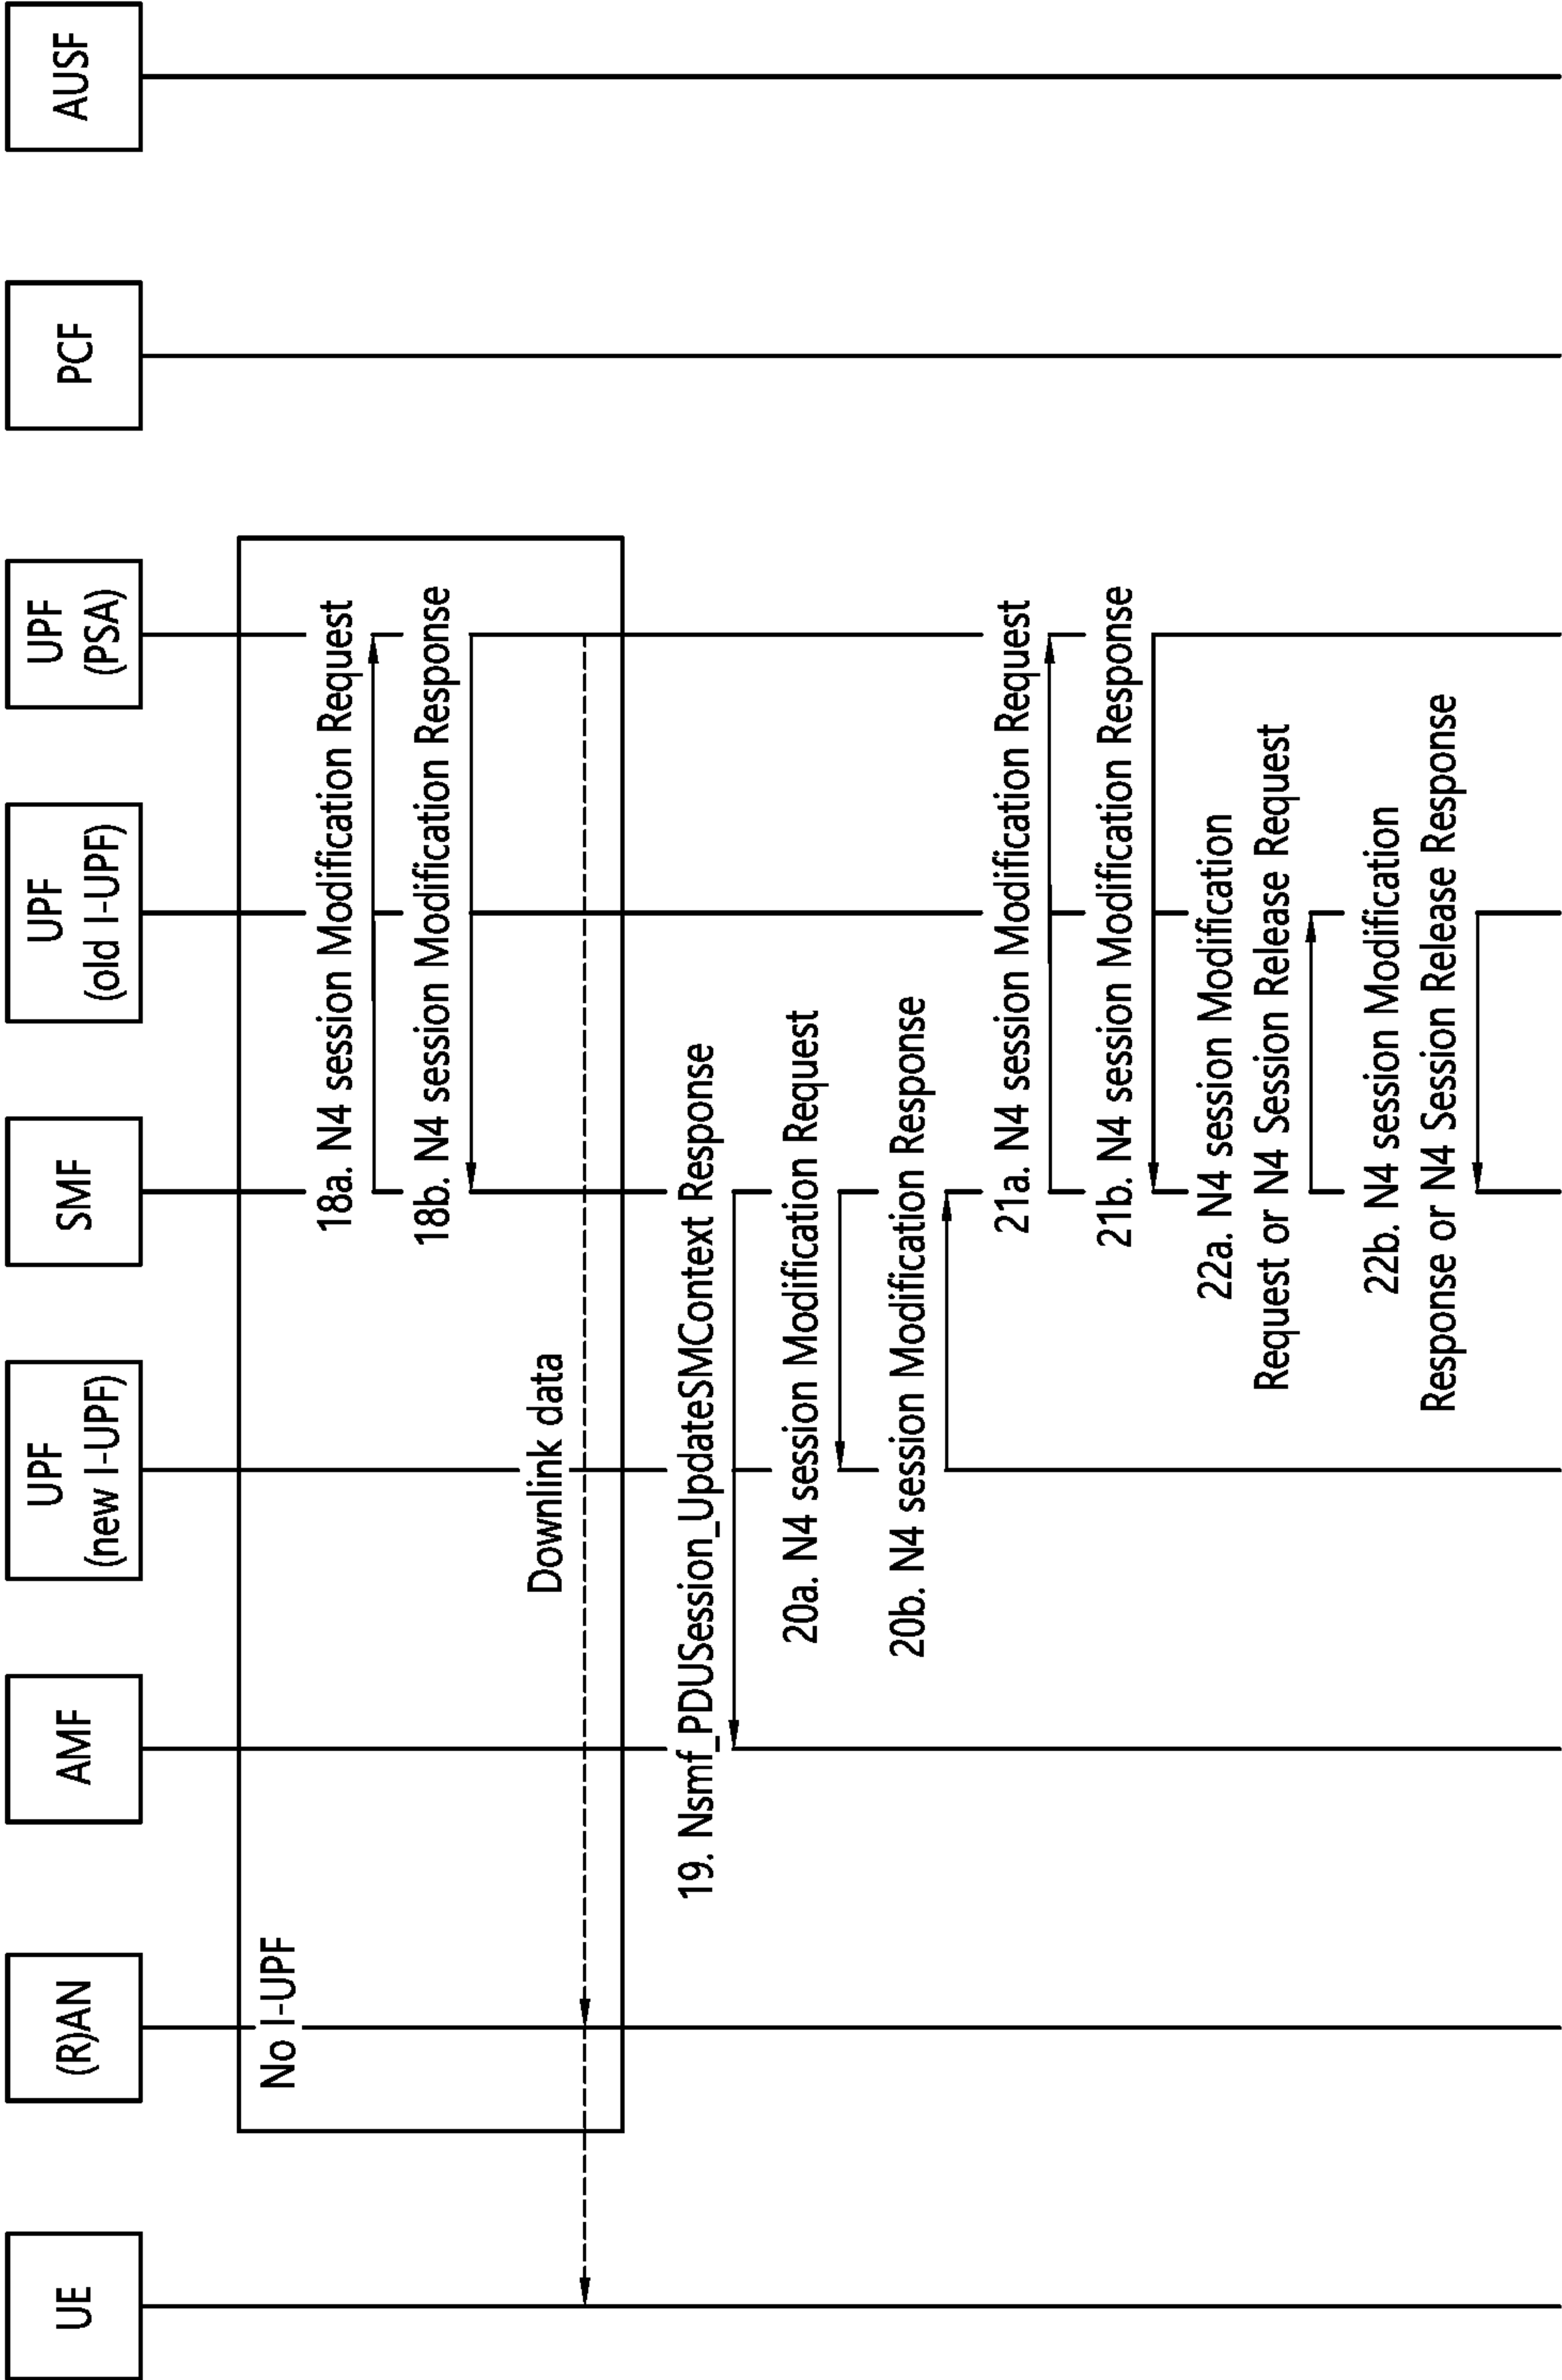 UE
(R)AN
AMF
UPF
(new I-UPF)
SMF
UPF
(old I-UPF)
UPF
(PSA)
PCF
AUSF
No I-UPF
18a. N4 session Modification Request
18b. N4 session Modification Response
Downlink data
19. Nsmf_PDUSession_UpdateSMContext Response
20a. N4 session Modification Request
20b. N4 session Modification Response
21a. N4 session Modification Request
21b. N4 session Modification Response
22a. N4 session Modification
Request or N4 Session Release Request
22b. N4 session Modification
Response or N4 Session Release Response